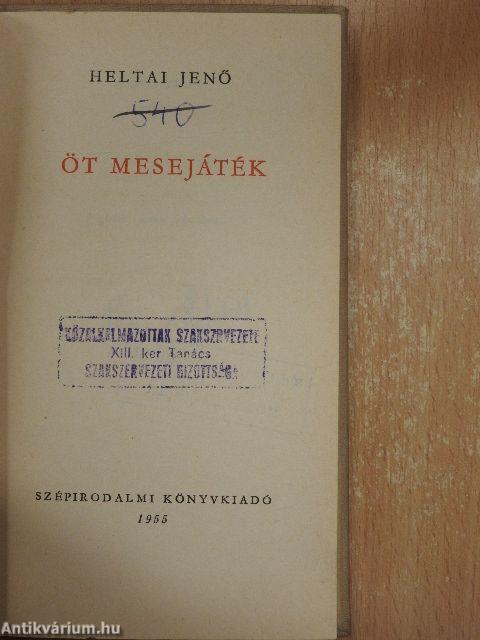 HELTAI JENŐ
540
ÖT MESEJÁTÉK
KÖZALKALMAZOTTAK SZAKSZERVEZETE
XIII. ker Tanács
SZAKSZERVEZETI BIZOTTSÁGA
SZÉPIRODALMI KÖNYVKIADÓ
1955
Antikvárium.hu